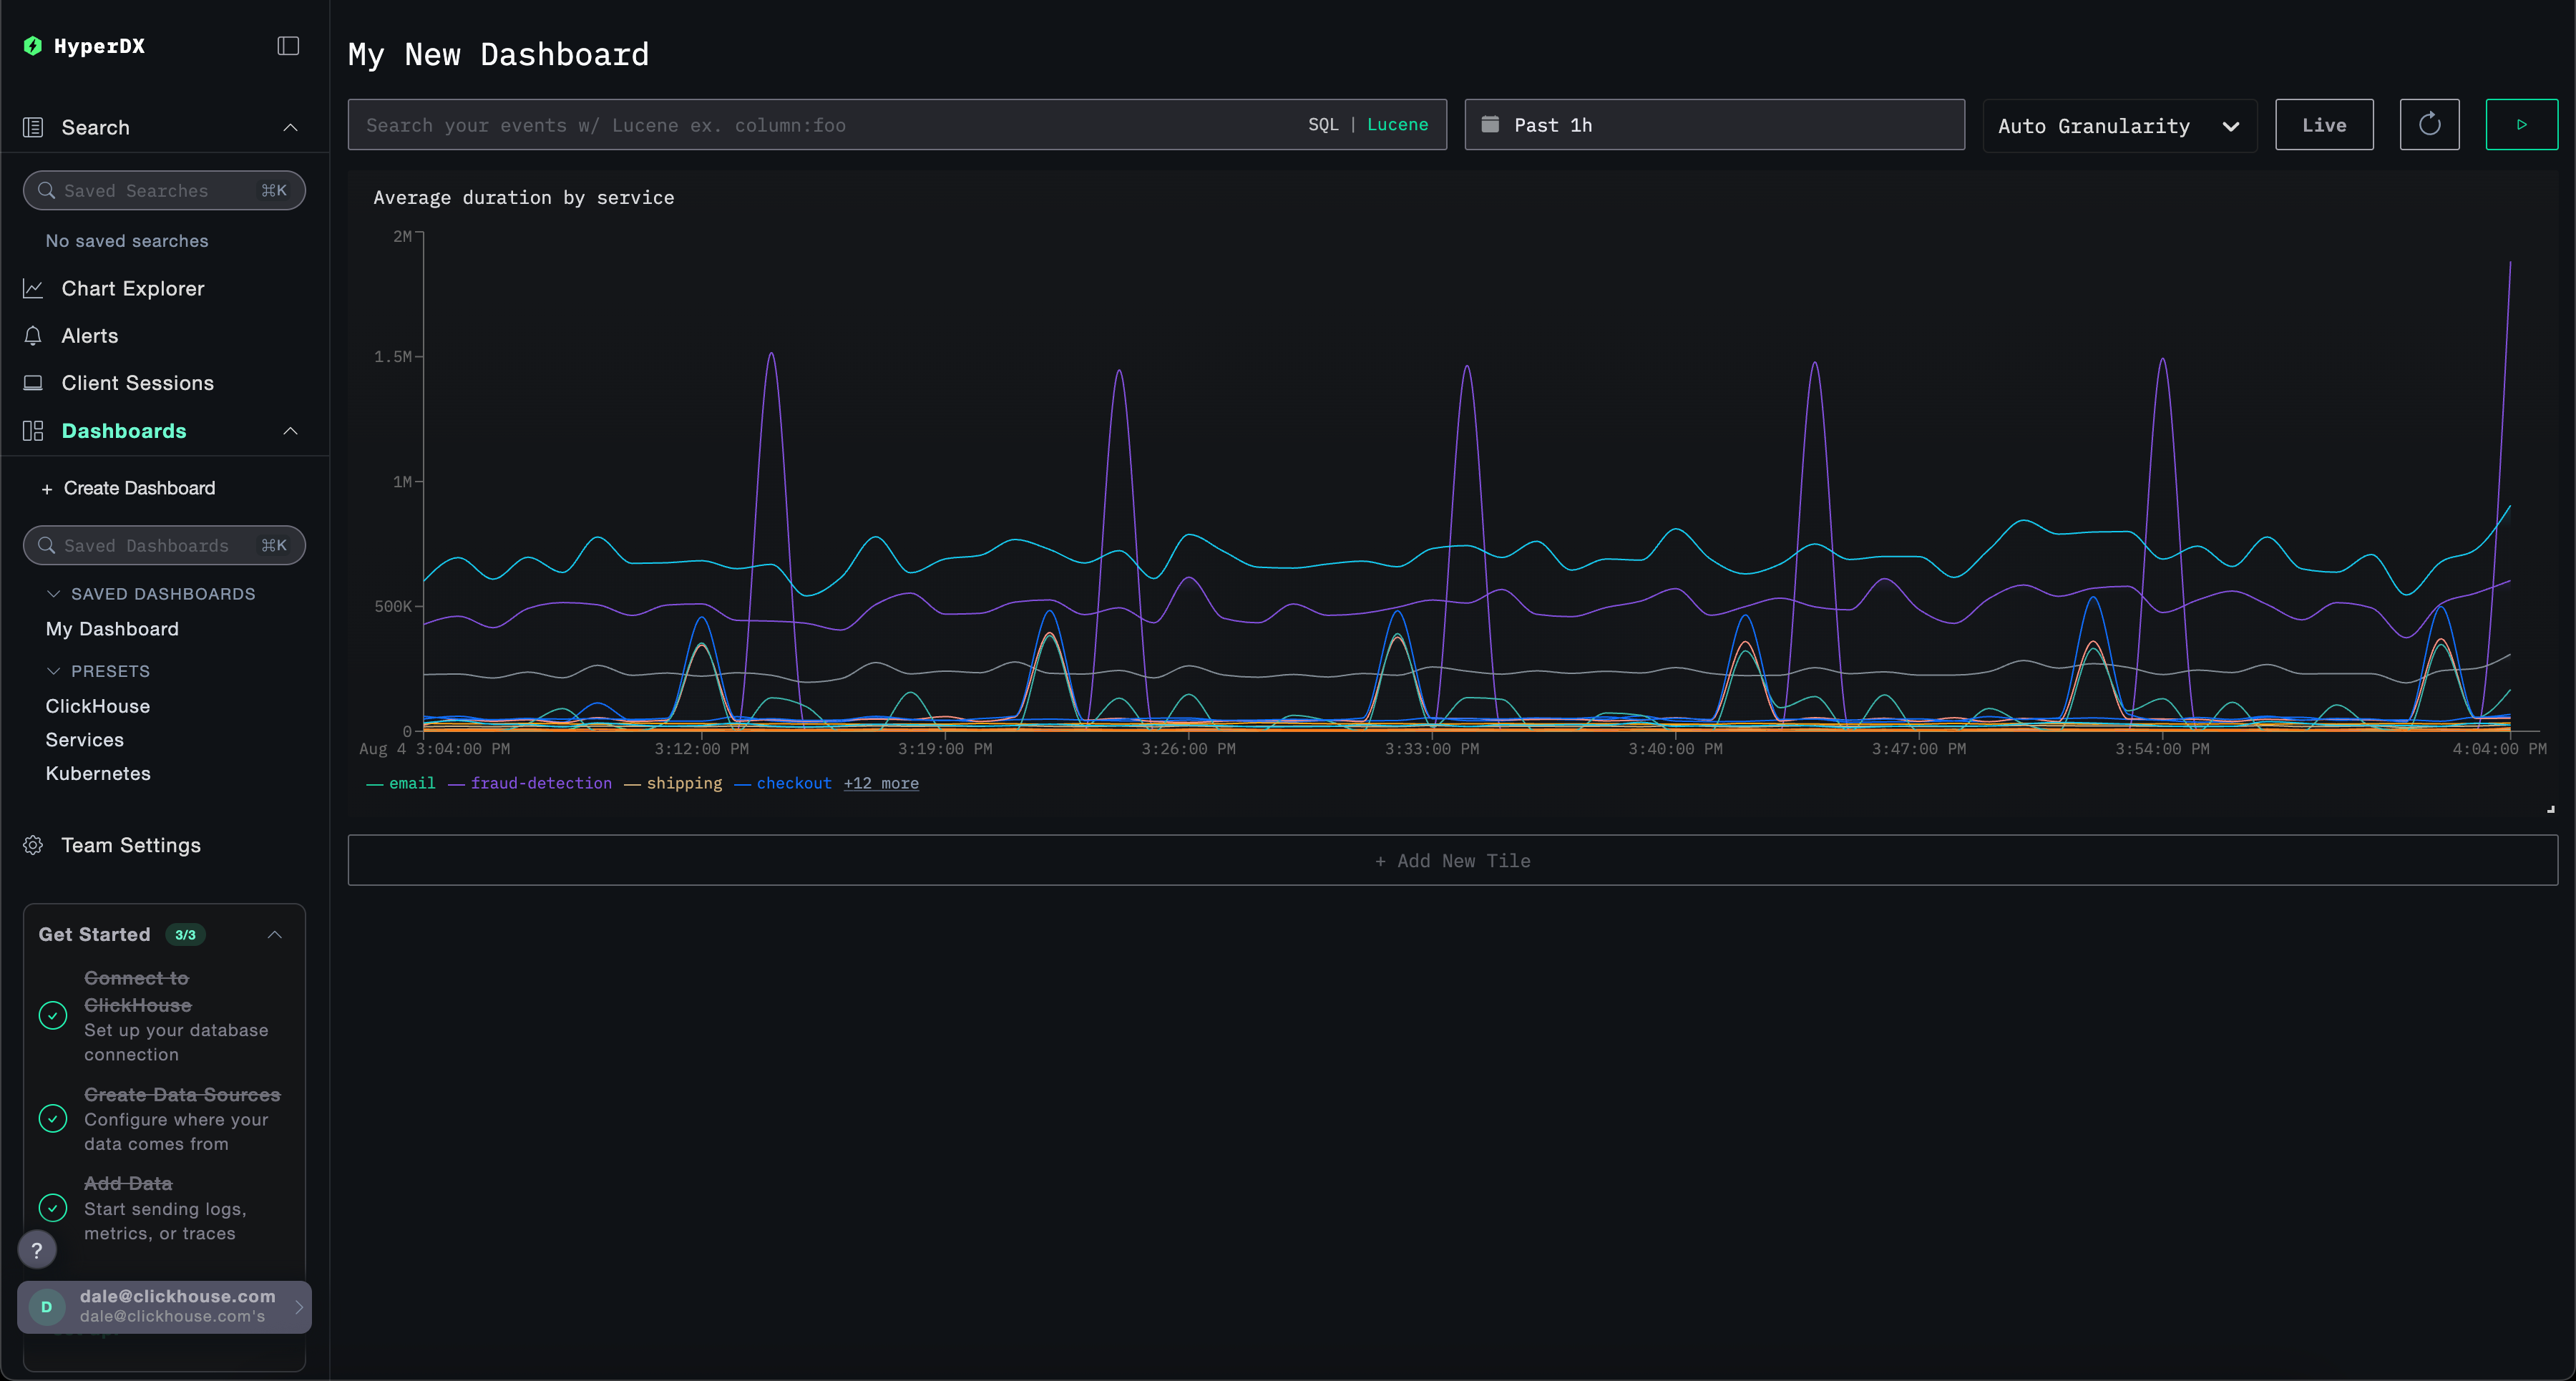 HyperDX
Search
Saved Searches ⌘K
No saved searches
Chart Explorer
Alerts
Client Sessions
Dashboards
+ Create Dashboard
Saved Dashboards ⌘K
SAVED DASHBOARDS
My Dashboard
PRESETS
ClickHouse
Services
Kubernetes
Team Settings
Get Started 3/3
Connect to
ClickHouse
Set up your database
connection
Create Data Sources
Configure where your
data comes from
Add Data
Start sending logs,
metrics, or traces
?
D
dale@clickhouse.com
dale@clickhouse.com's
My New Dashboard
Search your events w/ Lucene ex. column:foo SQL | Lucene
Past 1h
Auto Granularity
Live
Average duration by service
2M
1.5M
1M
500K
0
Aug 4 3:04:00 PM 3:12:00 PM 3:19:00 PM 3:26:00 PM 3:33:00 PM 3:40:00 PM 3:47:00 PM 3:54:00 PM 4:04:00 PM
email fraud-detection shipping checkout +12 more
+ Add New Tile